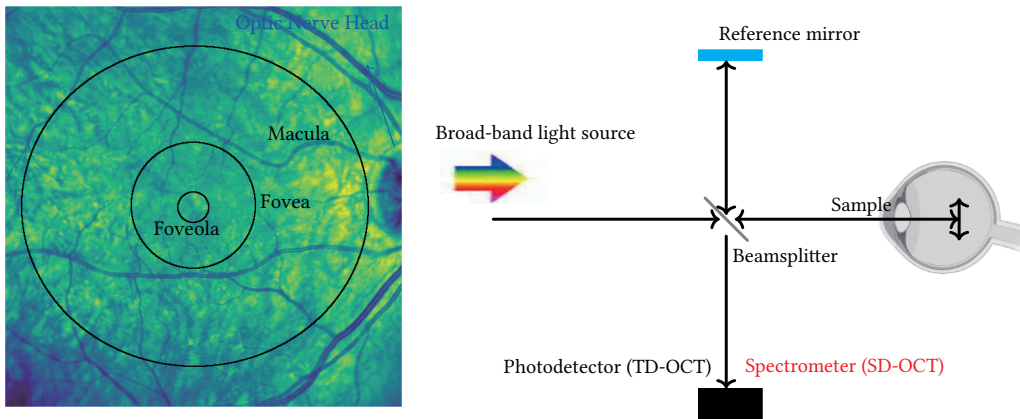 Optic Nerve Head
Macula
Fovea
Foveola
Reference mirror
Broad-band light source
Sample
Beamsplitter
Photodetector (TD-OCT)
Spectrometer (SD-OCT)